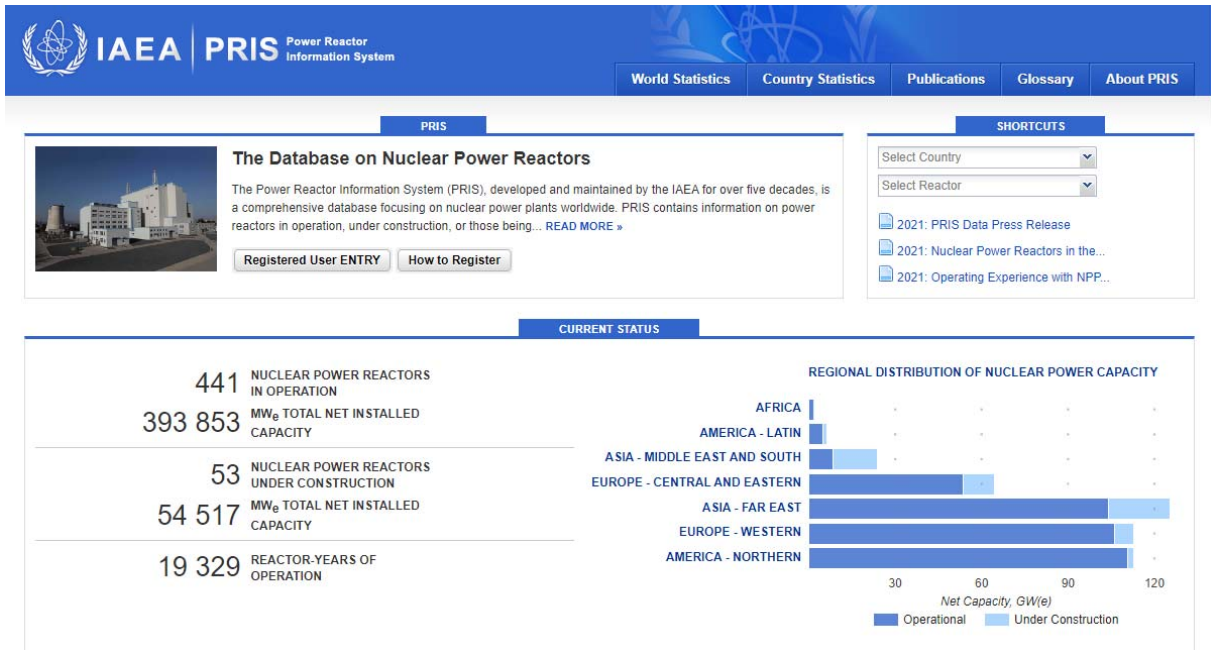 IAEA | PRIS Power Reactor
Information System
World Statistics Country Statistics Publications Glossary About PRIS
PRIS
The Database on Nuclear Power Reactors
The Power Reactor Information System (PRIS), developed and maintained by the IAEA for over five decades, is
a comprehensive database focusing on nuclear power plants worldwide. PRIS contains information on power
reactors in operation, under construction, or those being... READ MORE »
Registered User ENTRY How to Register
SHORTCUTS
Select Country
Select Reactor
2021: PRIS Data Press Release
2021: Nuclear Power Reactors in the...
2021: Operating Experience with NPP...
CURRENT STATUS
441 NUCLEAR POWER REACTORS
IN OPERATION
393 853 MWe TOTAL NET INSTALLED
CAPACITY
53 NUCLEAR POWER REACTORS
UNDER CONSTRUCTION
54 517 MWe TOTAL NET INSTALLED
CAPACITY
19 329 REACTOR-YEARS OF
OPERATION
REGIONAL DISTRIBUTION OF NUCLEAR POWER CAPACITY
AFRICA
AMERICA - LATIN
ASIA - MIDDLE EAST AND SOUTH
EUROPE - CENTRAL AND EASTERN
ASIA - FAR EAST
EUROPE - WESTERN
AMERICA - NORTHERN
30 60 90 120
Net Capacity, GW(e)
Operational Under Construction